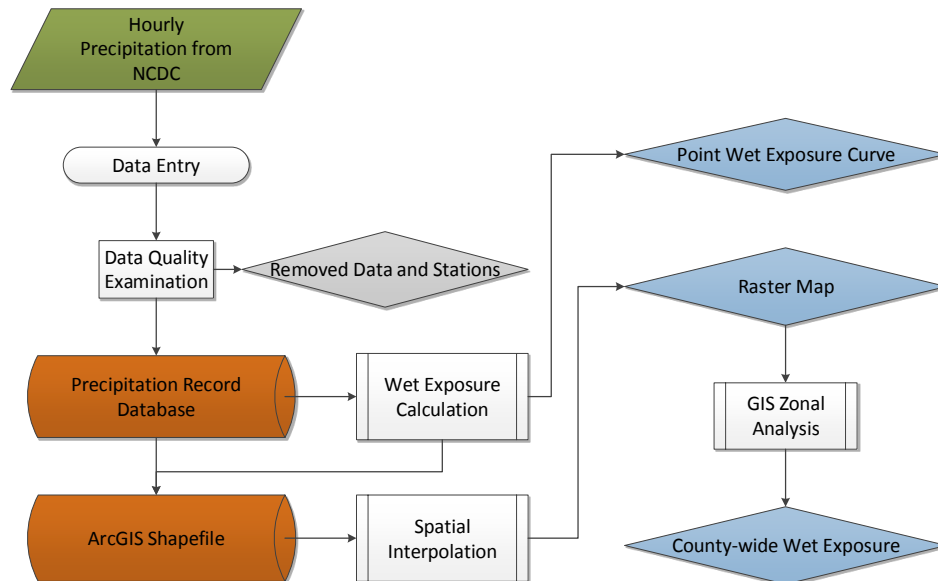 Hourly
Precipitation from
NCDC
Data Entry
Point Wet Exposure Curve
Data Quality
Examination
Removed Data and Stations
Raster Map
Precipitation Record
Database
Wet Exposure
Calculation
GIS Zonal
Analysis
ArcGIS Shapefile
Spatial
Interpolation
County-wide Wet Exposure